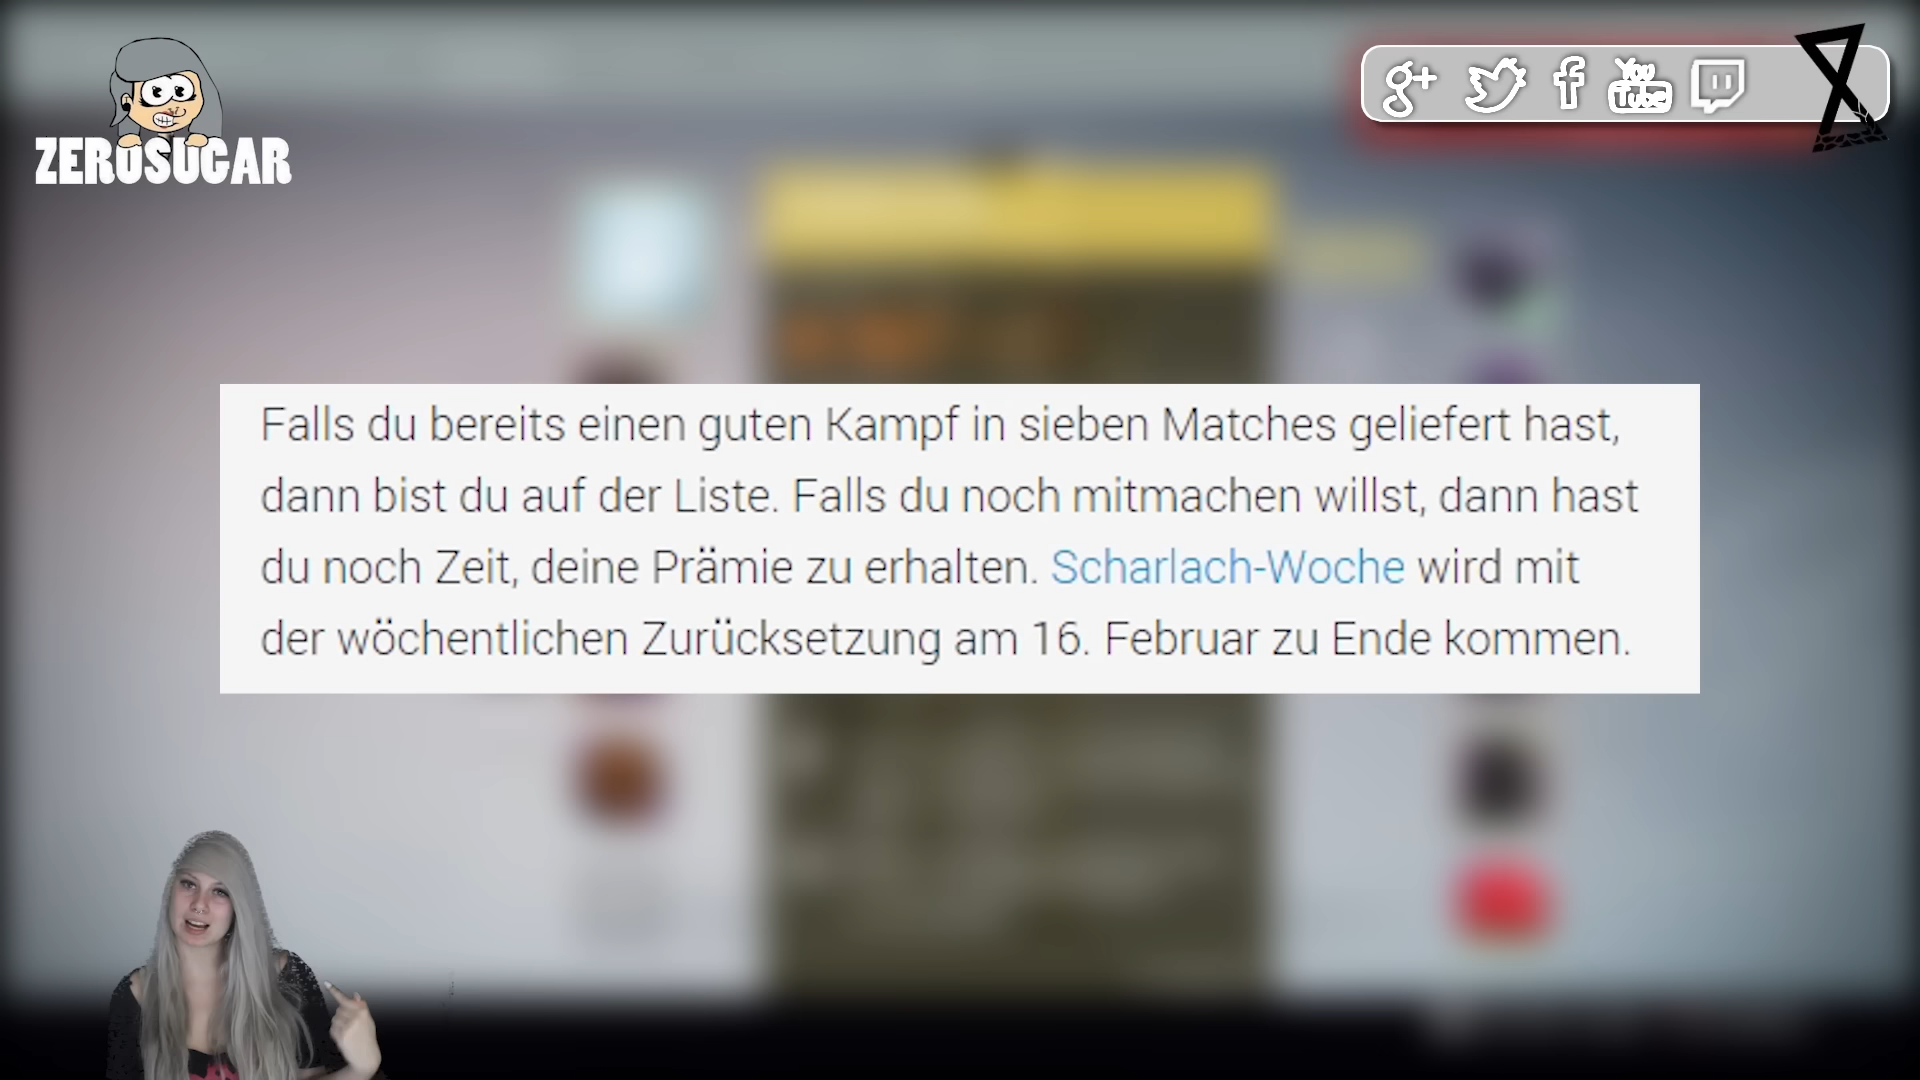 ZEROSUGAR
g+
You
Tube
Falls du bereits einen guten Kampf in sieben Matches geliefert hast,
dann bist du auf der Liste. Falls du noch mitmachen willst, dann hast
du noch Zeit, deine Prämie zu erhalten. Scharlach-Woche wird mit
der wöchentlichen Zurücksetzung am 16. Februar zu Ende kommen.